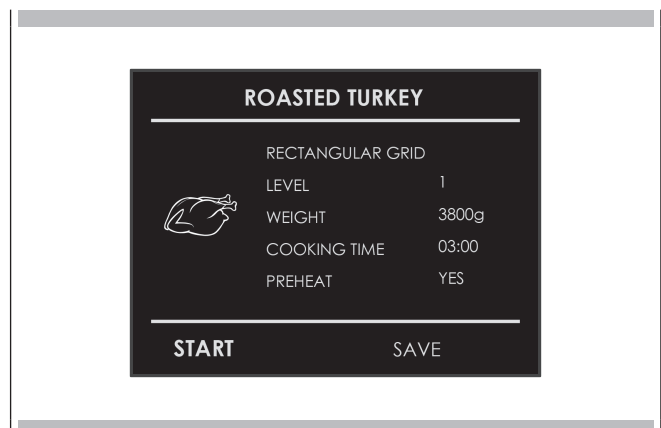 ROASTED TURKEY
RECTANGULAR GRID
LEVEL 1
WEIGHT 3800g
COOKING TIME 03:00
PREHEAT YES
START SAVE